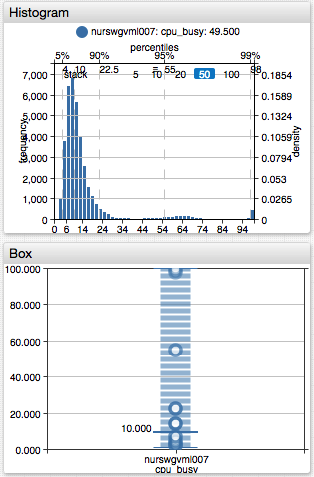 Histogram
nurswgvml007: cpu_busy: 49.500
percentiles
5% 90% 95% 99%
4 10 22.5 55 98
stack 5 10 20 50 100
7,000 0.1854
6,000 0.1589
5,000 0.1324
4,000 0.1059
3,000 0.0794
2,000 0.053
1,000 0.0265
0 0
frequency
density
0 6 14 24 34 44 54 64 74 84 94
Box
100.000
80.000
60.000
40.000
20.000
10.000
0.000
nurswgvml007
cpu_busy